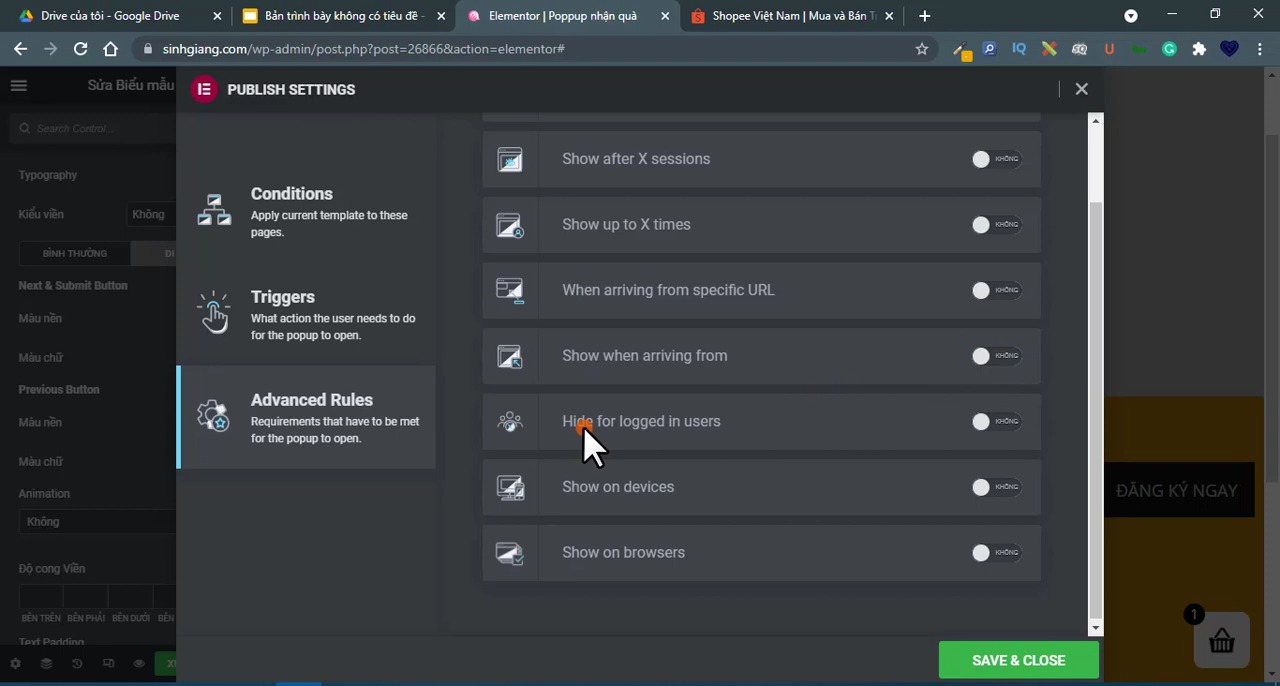 Drive của tôi - Google Drive
Bản trình bày không có tiêu đề -
Elementor | Poppup nhận quà
Shopee Việt Nam | Mua và Bán T
sinhgiang.com/wp-admin/post.php?post=26866&action=elementor#
IQ
SEQ
U
G
Sửa Biểu mẫu
PUBLISH SETTINGS
Search Control...
Typography
Kiểu viền
Không
BÌNH THƯỜNG
DI
Next & Submit Button
Màu nền
Màu chữ
Previous Button
Màu nền
Màu chữ
Animation
Không
Độ cong Viền
BÊN TRÊN
BÊN PHẢI
BÊN DƯỚI
BÊN
Text Padding
Conditions
Apply current template to these
pages.
Triggers
What action the user needs to do
for the popup to open.
Advanced Rules
Requirements that have to be met
for the popup to open.
Show after X sessions
KHÔNG
Show up to X times
KHÔNG
When arriving from specific URL
KHÔNG
Show when arriving from
KHÔNG
Hide for logged in users
KHÔNG
Show on devices
KHÔNG
Show on browsers
KHÔNG
ĐĂNG KÝ NGAY
1
SAVE & CLOSE